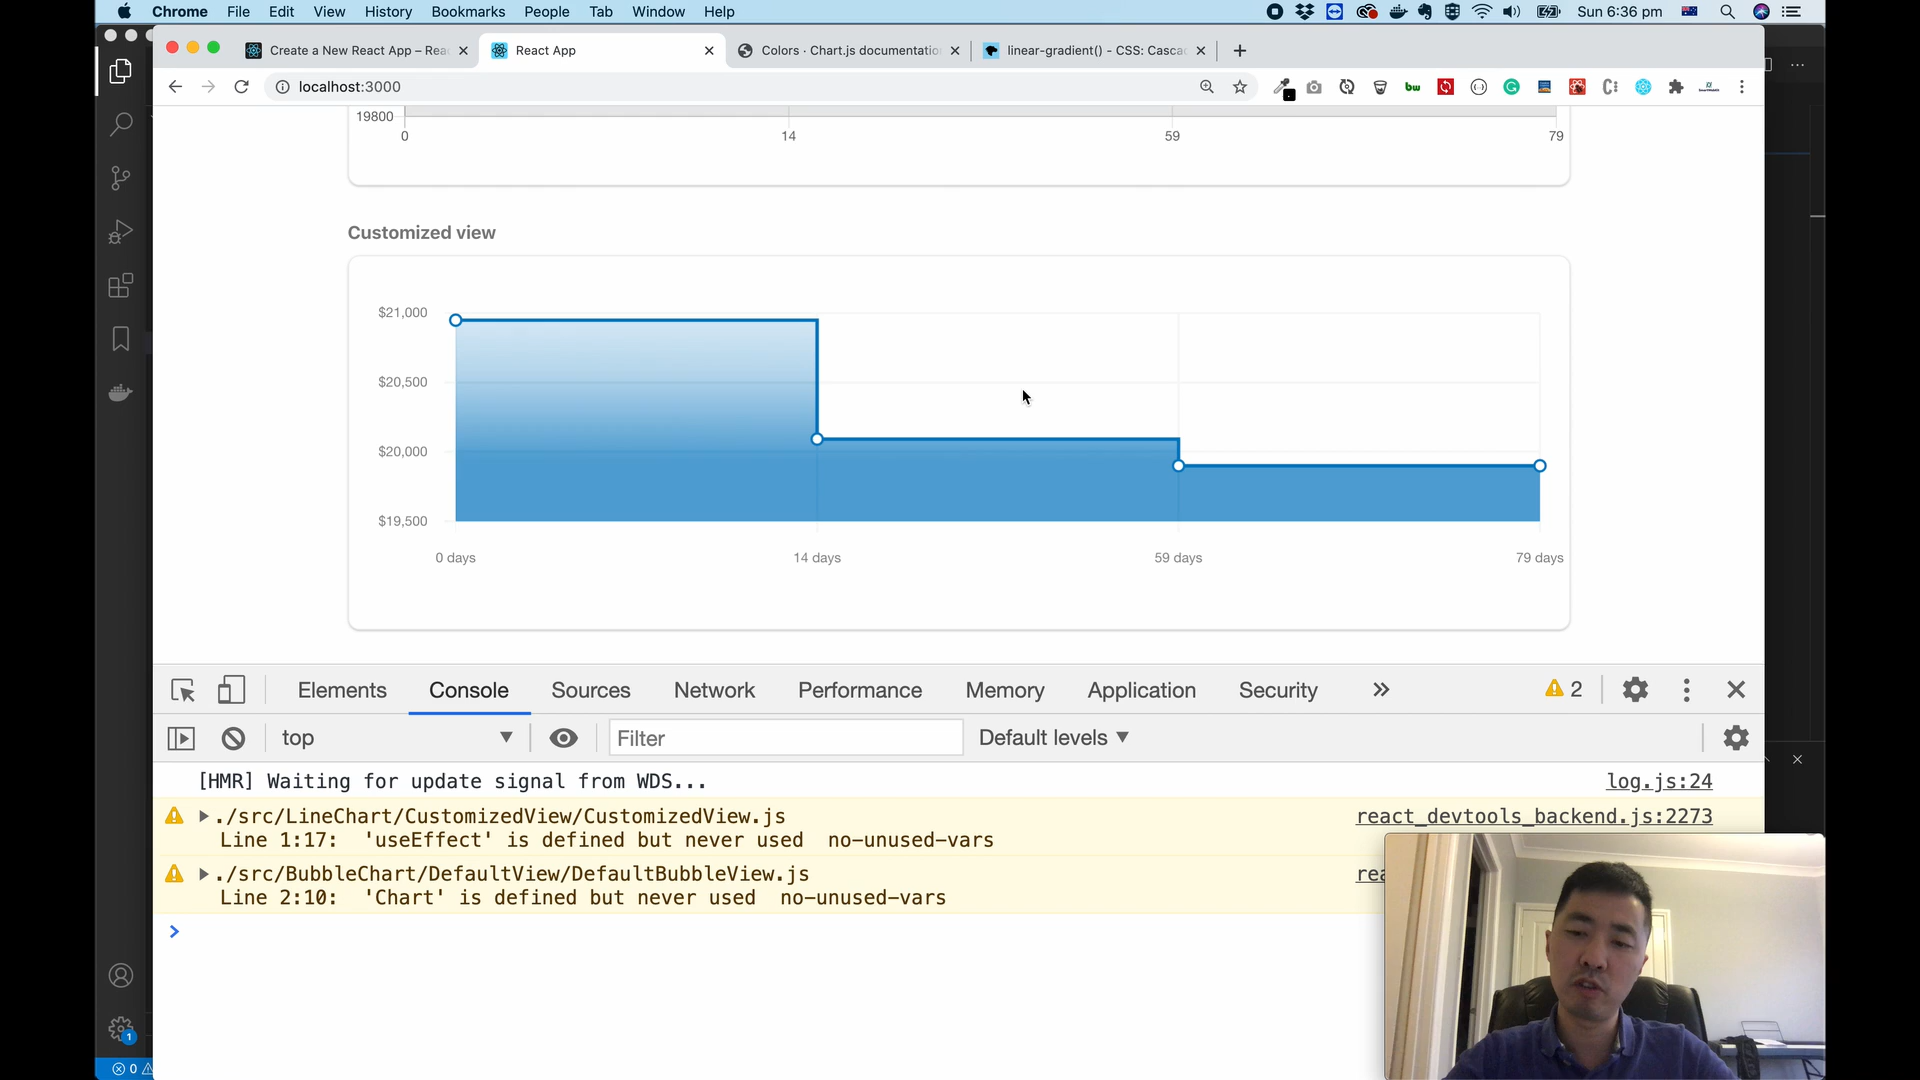 Chrome File Edit View History Bookmarks People Tab Window Help Sun 6:36 pm
Create a New React App – Rea
React App
Colors · Chart.js documentatio
linear-gradient() - CSS: Casca
localhost:3000
bw
19800
0 14 59 79
Customized view
$21,000
$20,500
$20,000
$19,500
0 days 14 days 59 days 79 days
Elements Console Sources Network Performance Memory Application Security 2
top Filter Default levels
[HMR] Waiting for update signal from WDS... log.js:24
./src/LineChart/CustomizedView/CustomizedView.js react_devtools_backend.js:2273
Line 1:17: 'useEffect' is defined but never used no-unused-vars
./src/BubbleChart/DefaultView/DefaultBubbleView.js rea
Line 2:10: 'Chart' is defined but never used no-unused-vars
1
0